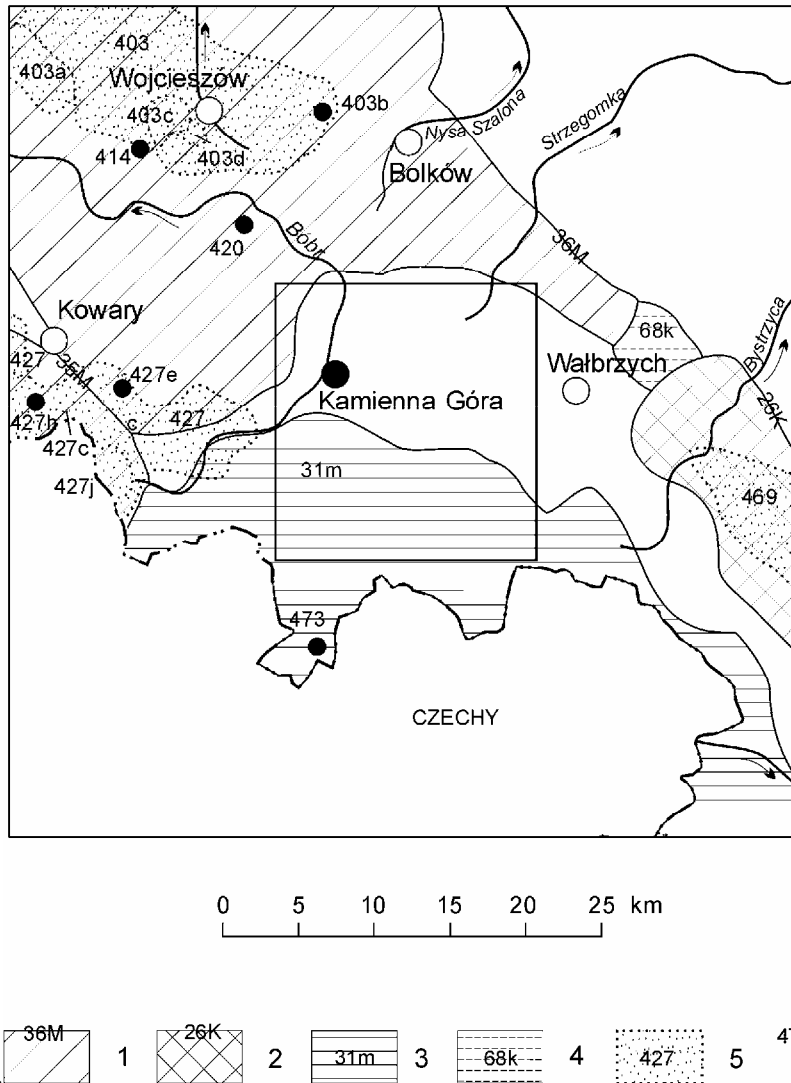 403
403a
Wojcieszów
403b
403c
Nysa Szalona
Strzegomka
414
403d
Bolków
420
Bóbr
36M
Kowary
68k
Bystrzyca
427
35M
Wałbrzych
427e
26K
427h
c
427
Kamienna Góra
427c
31m
427j
469
473
CZECHY
0 5 10 15 20 25 km
36M 1 26K 2 31m 3 68k 4 427 5